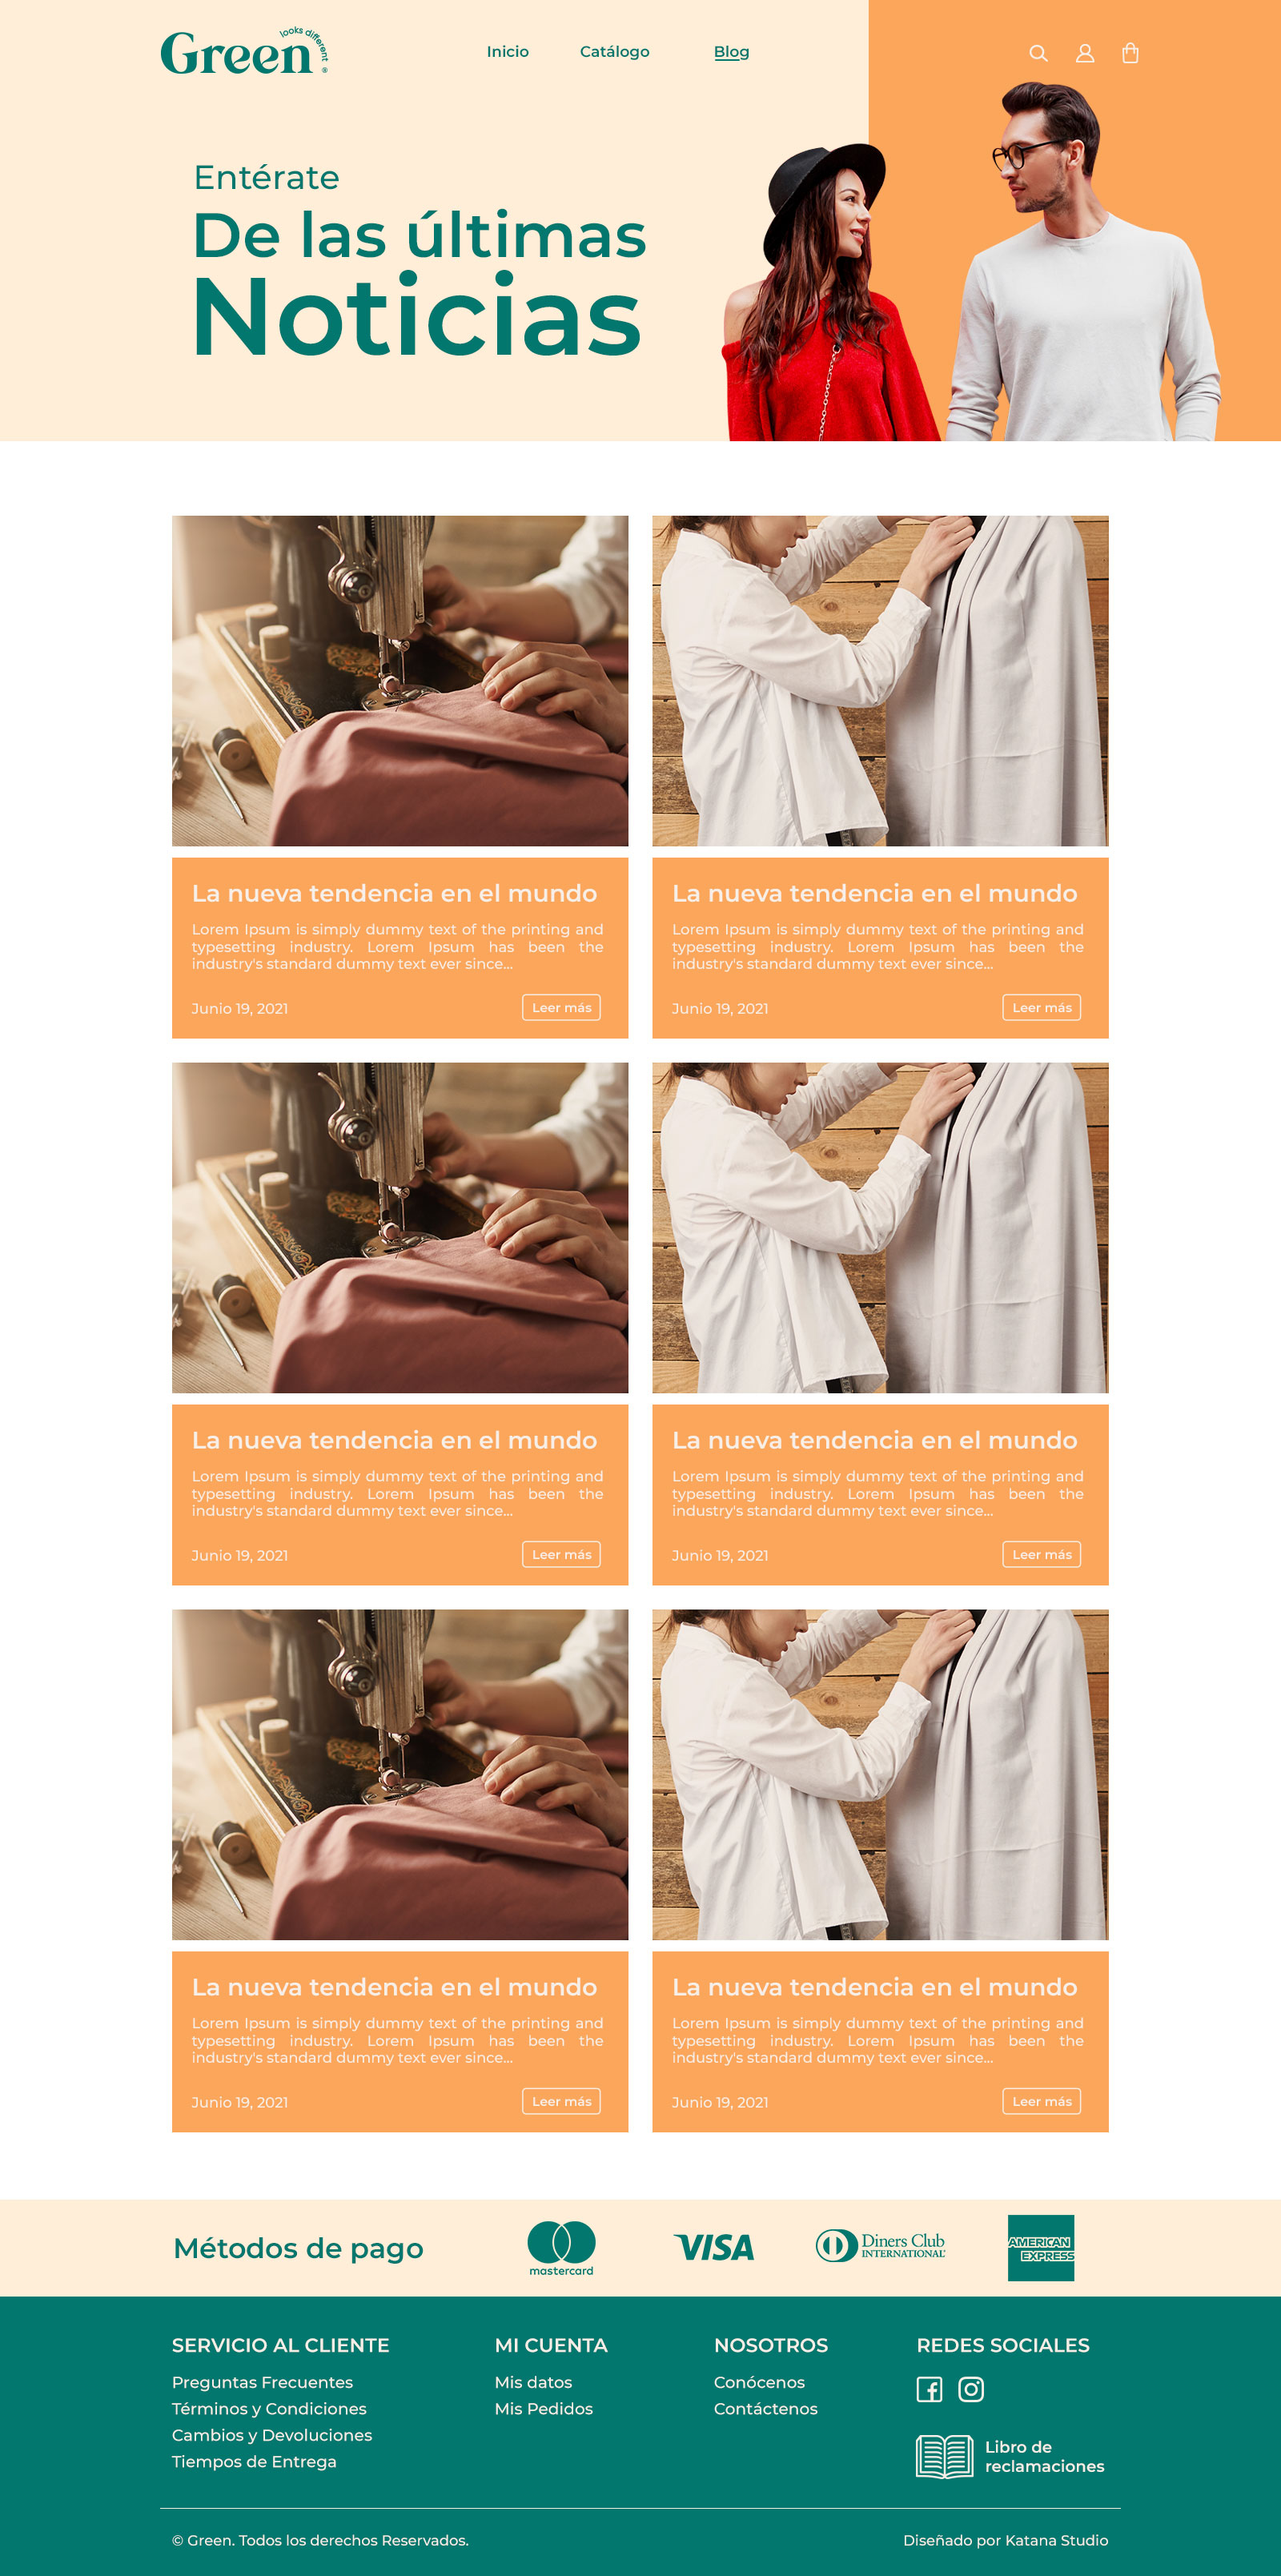 Green
looks different
®
Inicio
Catálogo
Blog
Entérate
De las últimas
Noticias
La nueva tendencia en el mundo
Lorem Ipsum is simply dummy text of the printing and
typesetting industry. Lorem Ipsum has been the
industry's standard dummy text ever since...
Junio 19, 2021
Leer más
La nueva tendencia en el mundo
Lorem Ipsum is simply dummy text of the printing and
typesetting industry. Lorem Ipsum has been the
industry's standard dummy text ever since...
Junio 19, 2021
Leer más
La nueva tendencia en el mundo
Lorem Ipsum is simply dummy text of the printing and
typesetting industry. Lorem Ipsum has been the
industry's standard dummy text ever since...
Junio 19, 2021
Leer más
La nueva tendencia en el mundo
Lorem Ipsum is simply dummy text of the printing and
typesetting industry. Lorem Ipsum has been the
industry's standard dummy text ever since...
Junio 19, 2021
Leer más
La nueva tendencia en el mundo
Lorem Ipsum is simply dummy text of the printing and
typesetting industry. Lorem Ipsum has been the
industry's standard dummy text ever since...
Junio 19, 2021
Leer más
La nueva tendencia en el mundo
Lorem Ipsum is simply dummy text of the printing and
typesetting industry. Lorem Ipsum has been the
industry's standard dummy text ever since...
Junio 19, 2021
Leer más
Métodos de pago
mastercard
VISA
Diners Club
INTERNATIONAL
AMERICAN
EXPRESS
SERVICIO AL CLIENTE
Preguntas Frecuentes
Términos y Condiciones
Cambios y Devoluciones
Tiempos de Entrega
MI CUENTA
Mis datos
Mis Pedidos
NOSOTROS
Conócenos
Contáctenos
REDES SOCIALES
Libro de
reclamaciones
© Green. Todos los derechos Reservados.
Diseñado por Katana Studio